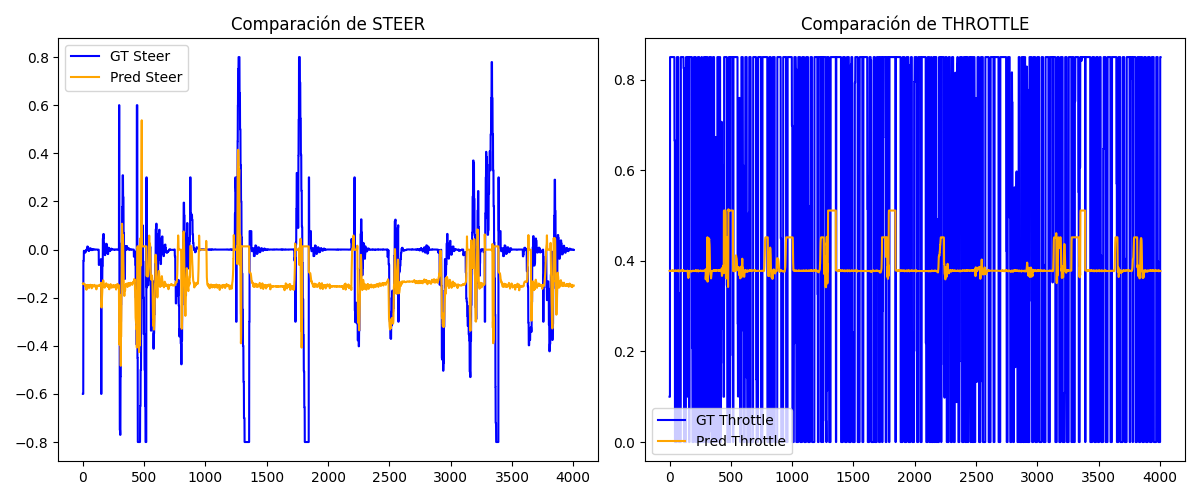 Comparación de STEER
GT Steer
Pred Steer
0.8
0.6
0.4
0.2
0.0
−0.2
−0.4
−0.6
−0.8
0 500 1000 1500 2000 2500 3000 3500 4000
Comparación de THROTTLE
0.8
0.6
0.4
0.2
0.0
GT Throttle
Pred Throttle
0 500 1000 1500 2000 2500 3000 3500 4000